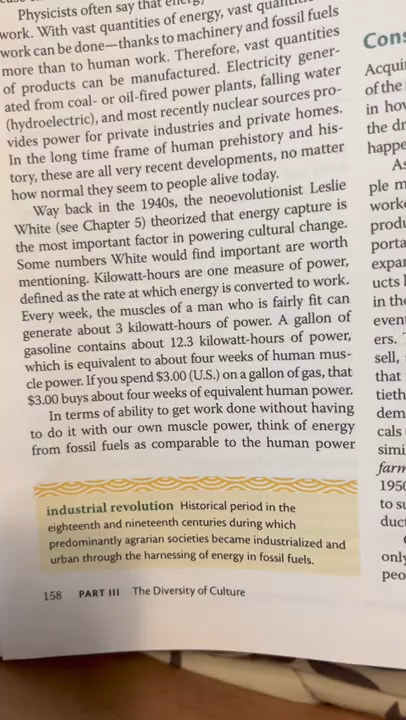 Physicists often say that energy
work. With vast quantities of energy, vast
work can be done—thanks to machinery and fossil fuels
more than to human work. Therefore, vast quantities
of products can be manufactured. Electricity gener-
ated from coal- or oil-fired power plants, falling water
(hydroelectric), and most recently nuclear sources pro-
vides power for private industries and private homes.
In the long time frame of human prehistory and his-
tory, these are all very recent developments, no matter
how normal they seem to people alive today.
Way back in the 1940s, the neoevolutionist Leslie
White (see Chapter 5) theorized that energy capture is
the most important factor in powering cultural change.
Some numbers White would find important are worth
mentioning. Kilowatt-hours are one measure of power,
defined as the rate at which energy is converted to work.
Every week, the muscles of a man who is fairly fit can
generate about 3 kilowatt-hours of power. A gallon of
gasoline contains about 12.3 kilowatt-hours of power,
which is equivalent to about four weeks of human mus-
cle power. If you spend $3.00 (U.S.) on a gallon of gas, that
$3.00 buys about four weeks of equivalent human power.
In terms of ability to get work done without having
to do it with our own muscle power, think of energy
from fossil fuels as comparable to the human power
industrial revolution Historical period in the
eighteenth and nineteenth centuries during which
predominantly agrarian societies became industrialized and
urban through the harnessing of energy in fossil fuels.
158 PART III The Diversity of Culture
Cons
Acqui
of the
in hov
the dr
happe
As
ple m
work
produ
porta
expar
ucts l
in the
even
ers.
sell,
that
tieth
dem
cals
simi
farm
1950
to su
duct
only
peo